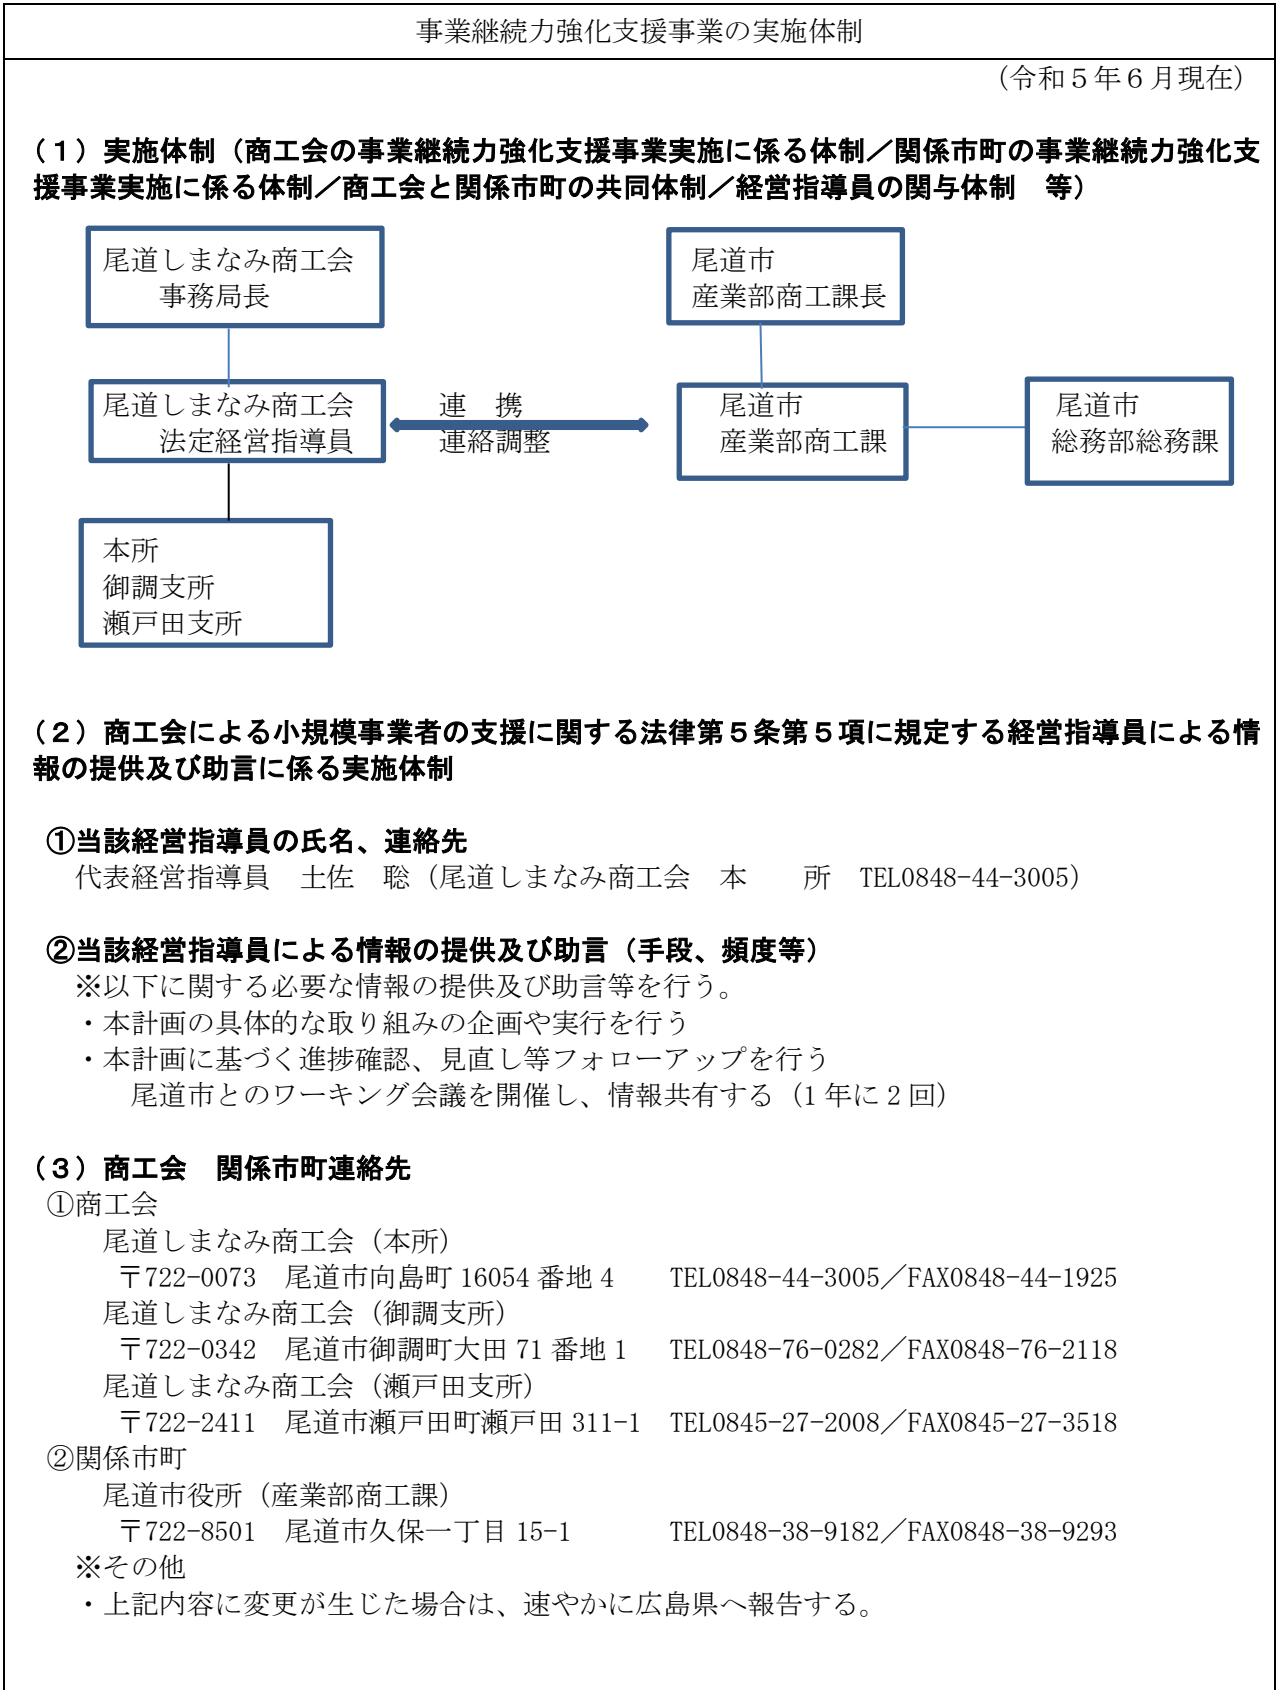 事業継続力強化支援事業の実施体制
（令和５年６月現在）
（１）実施体制（商工会の事業継続力強化支援事業実施に係る体制／関係市町の事業継続力強化支
援事業実施に係る体制／商工会と関係市町の共同体制／経営指導員の関与体制　等）
尾道しまなみ商工会
事務局長
尾道市
産業部商工課長
尾道しまなみ商工会
法定経営指導員
連　携
連絡調整
尾道市
産業部商工課
尾道市
総務部総務課
本所
御調支所
瀬戸田支所
（２）商工会による小規模事業者の支援に関する法律第５条第５項に規定する経営指導員による情
報の提供及び助言に係る実施体制
①当該経営指導員の氏名、連絡先
代表経営指導員　土佐　聡（尾道しまなみ商工会　本　　所　TEL0848-44-3005）
②当該経営指導員による情報の提供及び助言（手段、頻度等）
※以下に関する必要な情報の提供及び助言等を行う。
・本計画の具体的な取り組みの企画や実行を行う
・本計画に基づく進捗確認、見直し等フォローアップを行う
尾道市とのワーキング会議を開催し、情報共有する（1 年に 2 回）
（３）商工会　関係市町連絡先
①商工会
尾道しまなみ商工会（本所）
〒722-0073　尾道市向島町 16054 番地 4　　TEL0848-44-3005／FAX0848-44-1925
尾道しまなみ商工会（御調支所）
〒722-0342　尾道市御調町大田 71 番地 1　 TEL0848-76-0282／FAX0848-76-2118
尾道しまなみ商工会（瀬戸田支所）
〒722-2411　尾道市瀬戸田町瀬戸田 311-1　TEL0845-27-2008／FAX0845-27-3518
②関係市町
尾道市役所（産業部商工課）
〒722-8501　尾道市久保一丁目 15-1　　　 TEL0848-38-9182／FAX0848-38-9293
※その他
・上記内容に変更が生じた場合は、速やかに広島県へ報告する。